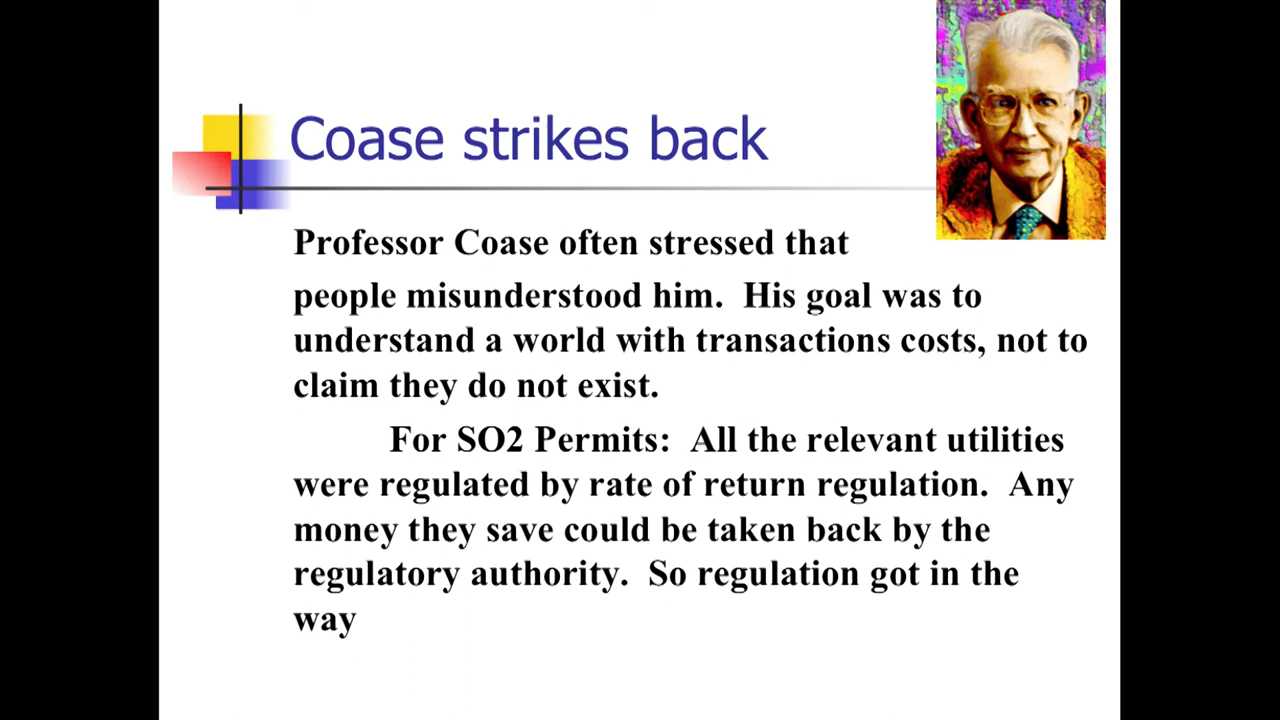 Coase strikes back
Professor Coase often stressed that
people misunderstood him. His goal was to
understand a world with transactions costs, not to
claim they do not exist.
For SO2 Permits: All the relevant utilities
were regulated by rate of return regulation. Any
money they save could be taken back by the
regulatory authority. So regulation got in the
way